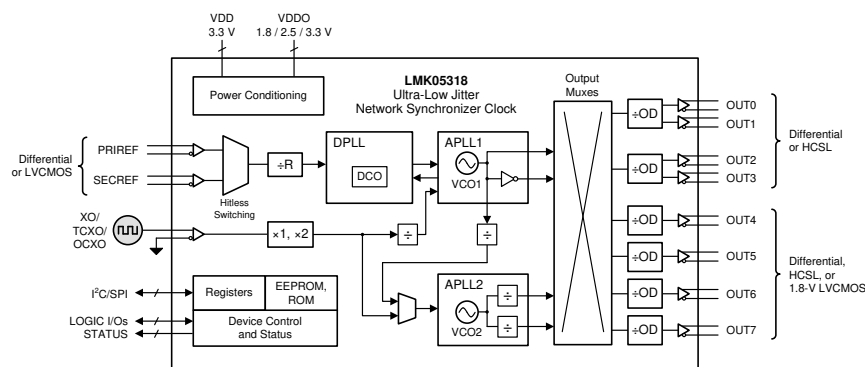 VDD
3.3 V
VDDO
1.8 / 2.5 / 3.3 V
LMK05318
Ultra-Low Jitter
Network Synchronizer Clock
Power Conditioning
Output
Muxes
Differential
or LVCMOS
PRIREF
SECREF
Hitless
Switching
÷R
DPLL
DCO
APLL1
VCO1
÷OD
OUT0
OUT1
÷OD
OUT2
OUT3
Differential
or HCSL
XO/
TCXO/
OCXO
×1, ×2
÷
÷
÷OD
OUT4
÷OD
OUT5
÷OD
OUT6
÷OD
OUT7
Differential,
HCSL, or
1.8-V LVCMOS
APLL2
VCO2
÷
÷
I²C/SPI
LOGIC I/Os
STATUS
Registers
EEPROM,
ROM
Device Control
and Status